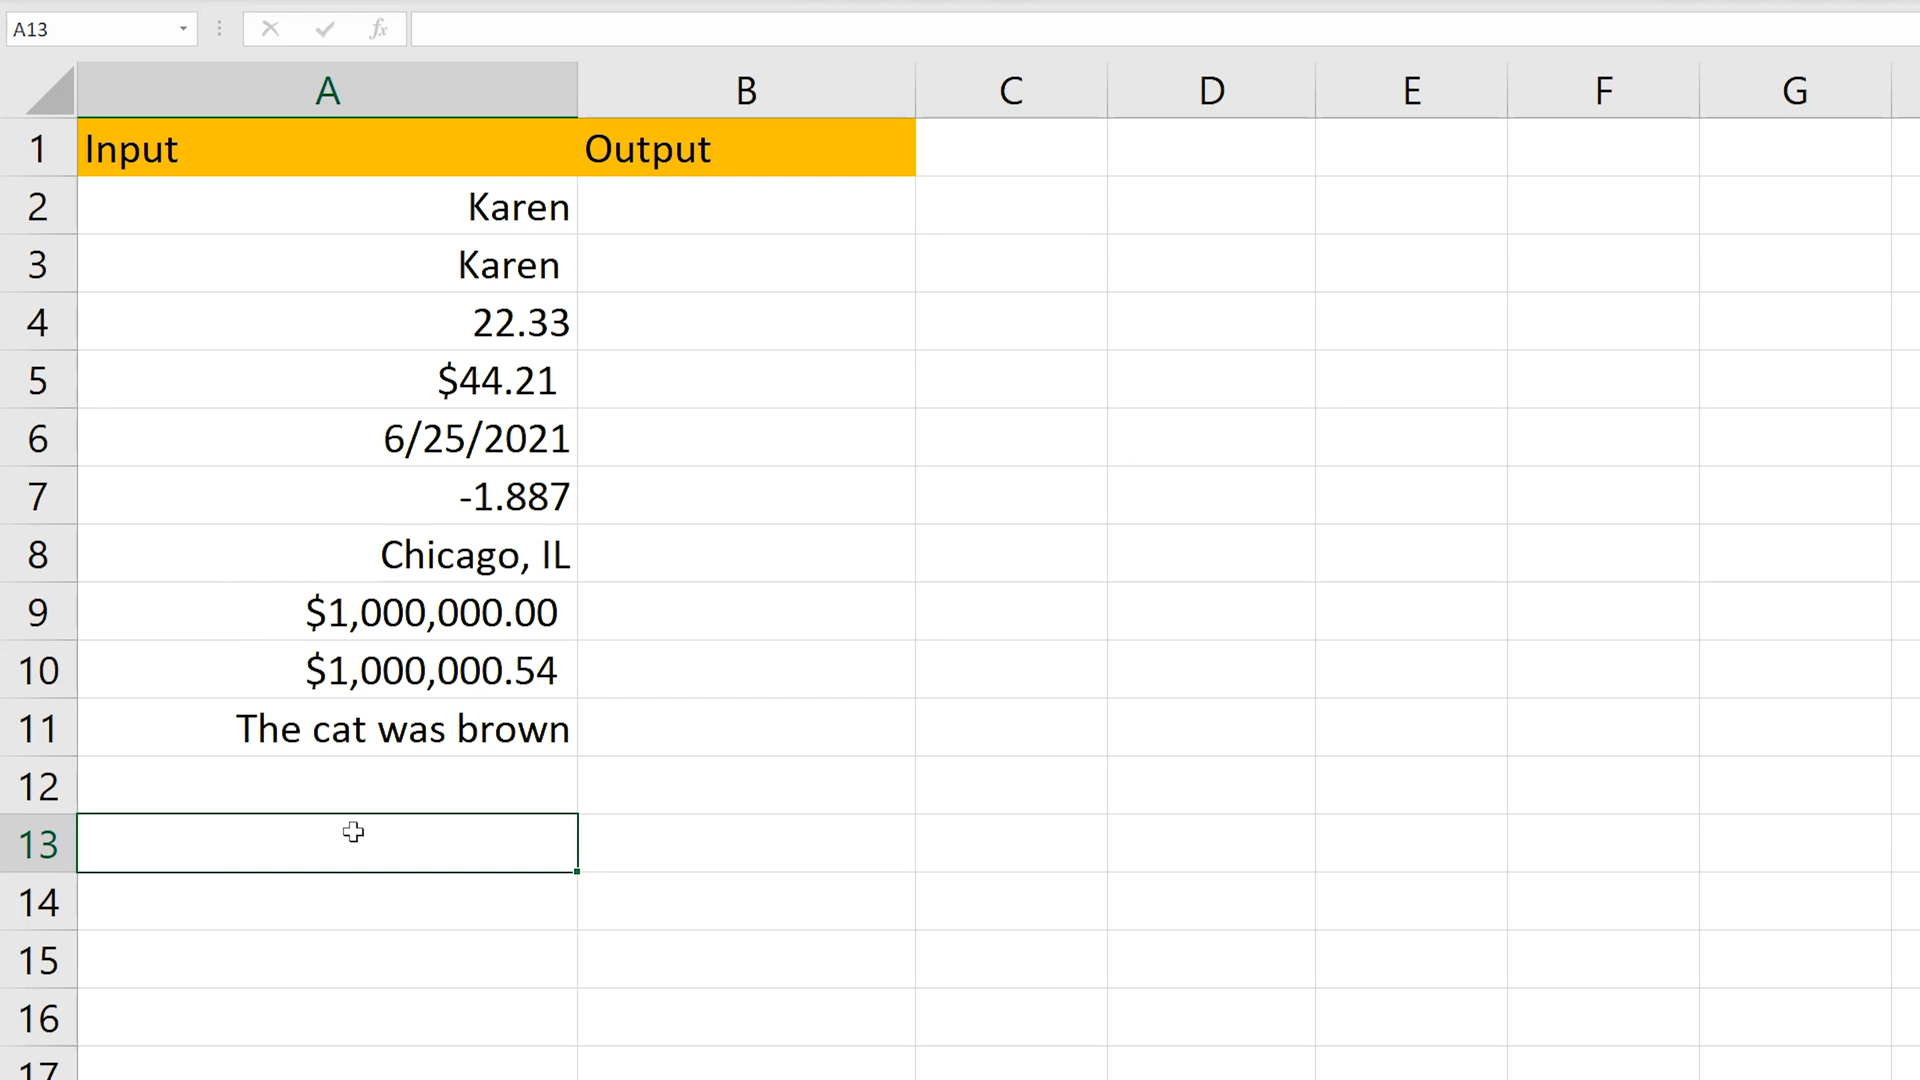 A13
fx
A B C D E F G
1 Input Output
2 Karen
3 Karen
4 22.33
5 $44.21
6 6/25/2021
7 -1.887
8 Chicago, IL
9 $1,000,000.00
10 $1,000,000.54
11 The cat was brown
12
13
14
15
16
17